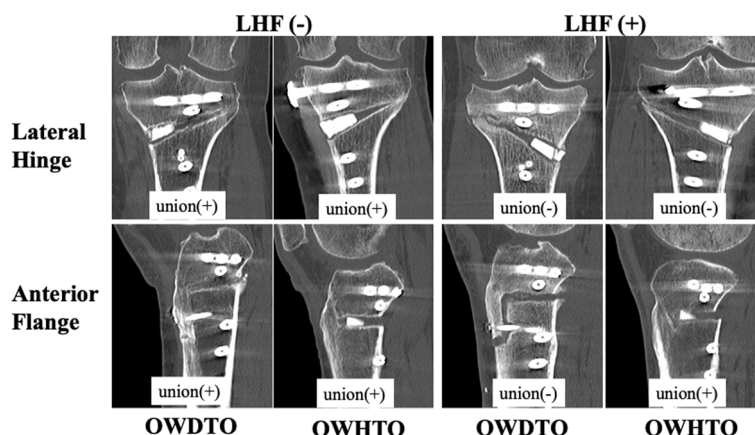 LHF (-)
LHF (+)
Lateral
Hinge
union(+)
union(+)
union(-)
union(-)
Anterior
Flange
union(+)
union(+)
union(-)
union(+)
OWDTO
OWHTO
OWDTO
OWHTO